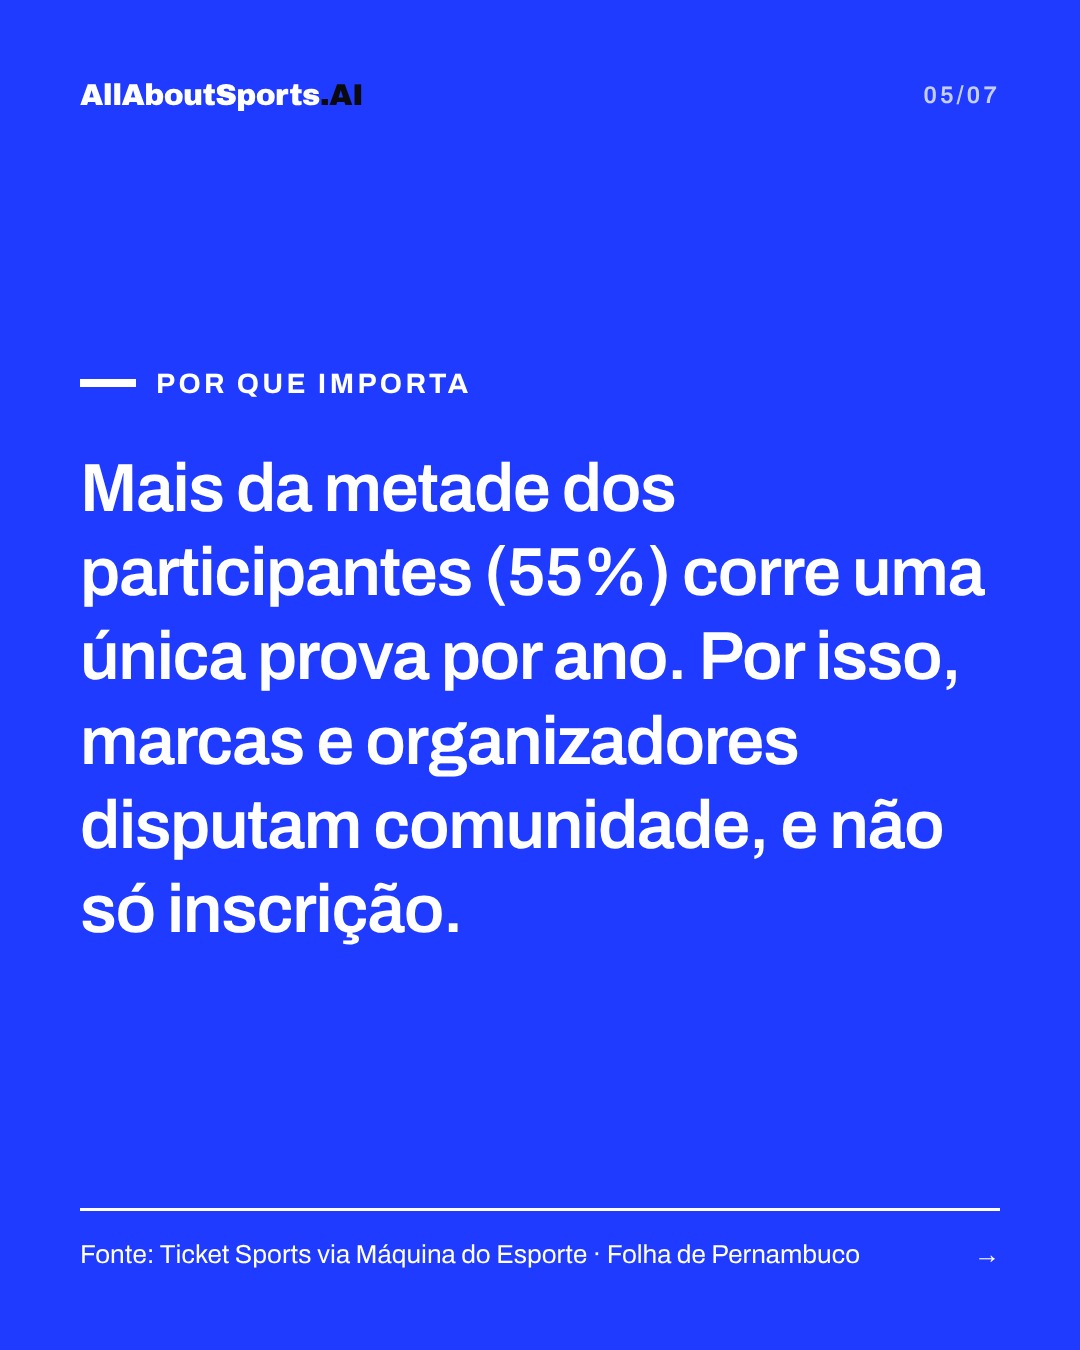 AllAboutSports.AI
05/07
POR QUE IMPORTA
Mais da metade dos
participantes (55%) corre uma
única prova por ano. Por isso,
marcas e organizadores
disputam comunidade, e não
só inscrição.
Fonte: Ticket Sports via Máquina do Esporte · Folha de Pernambuco →